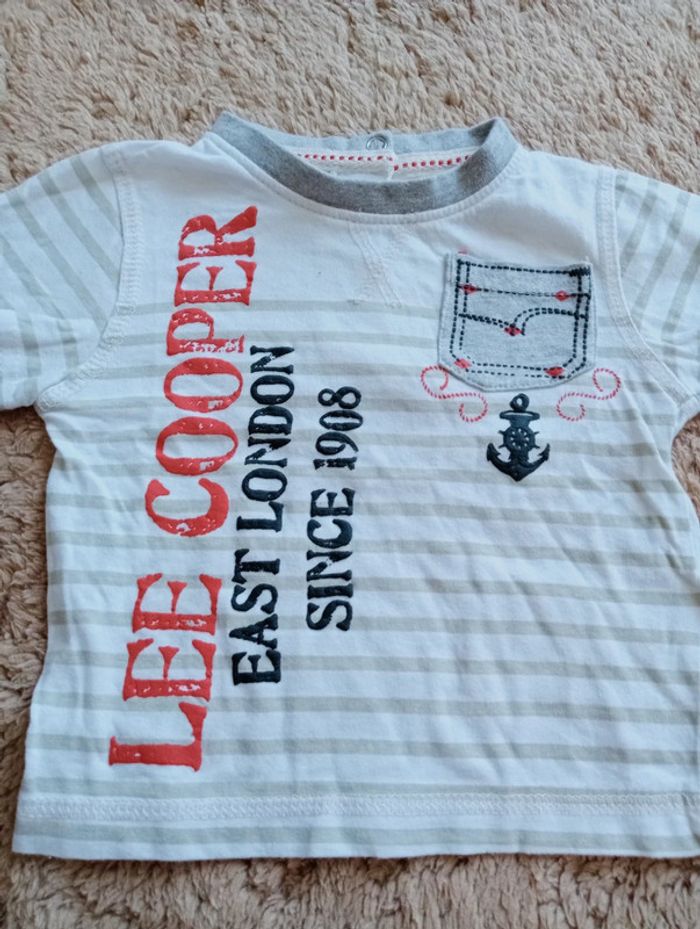 LEE COOPER
EAST LONDON
SINCE 1908